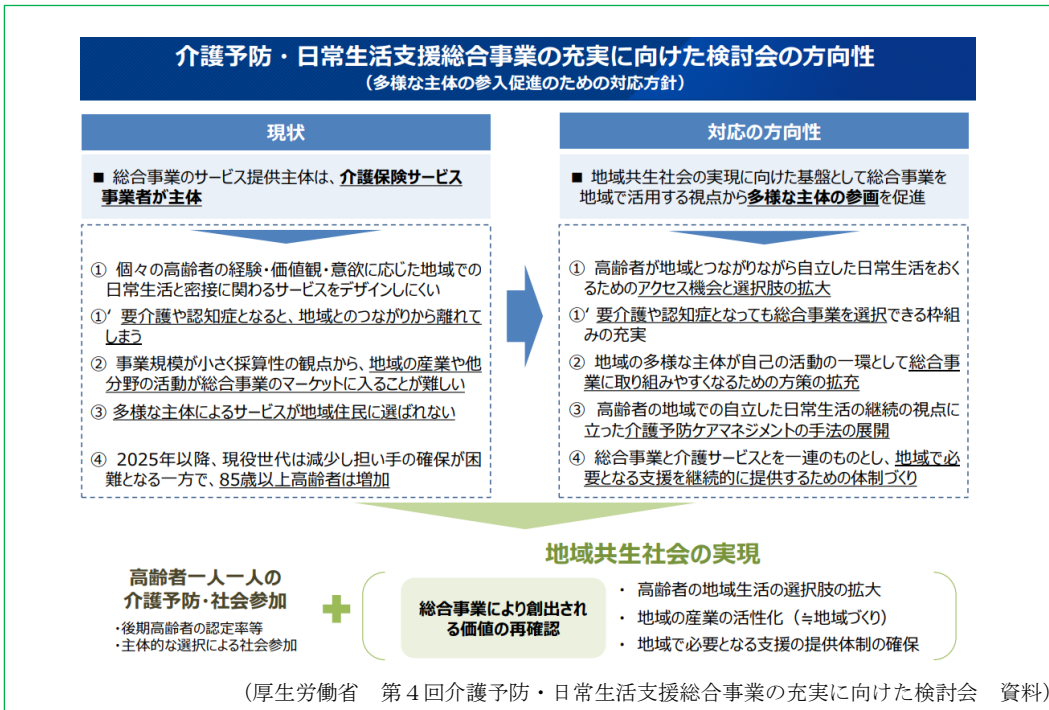 介護予防・日常生活支援総合事業の充実に向けた検討会の方向性
（多様な主体の参入促進のための対応方針）
現状
■ 総合事業のサービス提供主体は、介護保険サービス
事業者が主体
① 個々の高齢者の経験・価値観・意欲に応じた地域での
日常生活と密接に関わるサービスをデザインしにくい
①‘ 要介護や認知症となると、地域とのつながりから離れて
しまう
② 事業規模が小さく採算性の観点から、地域の産業や他
分野の活動が総合事業のマーケットに入ることが難しい
③ 多様な主体によるサービスが地域住民に選ばれない
④ 2025年以降、現役世代は減少し担い手の確保が困
難となる一方で、85歳以上高齢者は増加
対応の方向性
■ 地域共生社会の実現に向けた基盤として総合事業を
地域で活用する視点から多様な主体の参画を促進
① 高齢者が地域とつながりながら自立した日常生活をおく
るためのアクセス機会と選択肢の拡大
①‘ 要介護や認知症となっても総合事業を選択できる枠組
みの充実
② 地域の多様な主体が自己の活動の一環として総合事
業に取り組みやすくなるための方策の拡充
③ 高齢者の地域での自立した日常生活の継続の視点に
立った介護予防ケアマネジメントの手法の展開
④ 総合事業と介護サービスとを一連のものとし、地域で必
要となる支援を継続的に提供するための体制づくり
地域共生社会の実現
高齢者一人一人の
介護予防・社会参加
・後期高齢者の認定率等
・主体的な選択による社会参加
総合事業により創出され
る価値の再確認
・ 高齢者の地域生活の選択肢の拡大
・ 地域の産業の活性化（≒地域づくり）
・ 地域で必要となる支援の提供体制の確保
（厚生労働省　第４回介護予防・日常生活支援総合事業の充実に向けた検討会　資料）